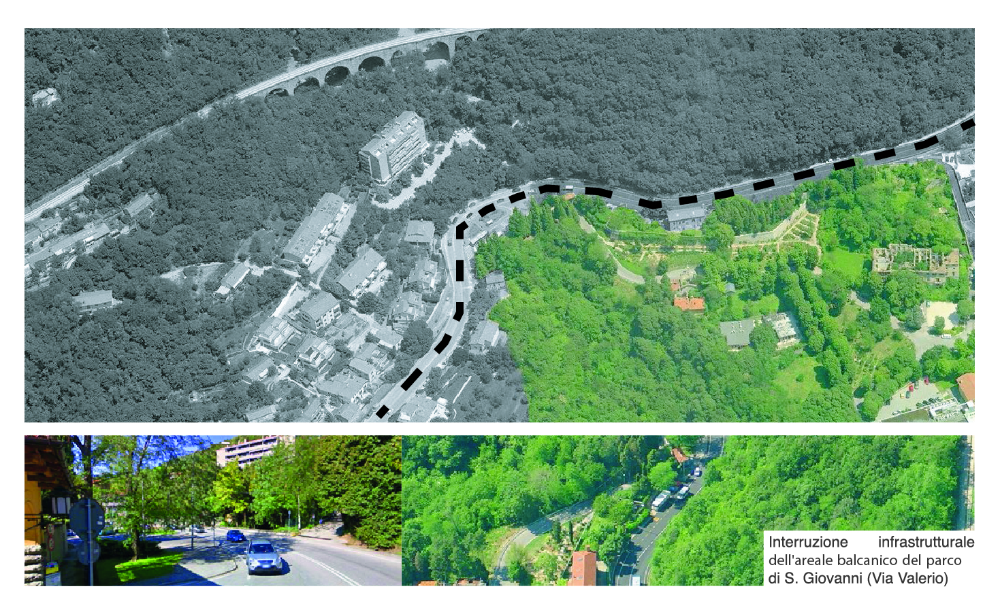 Interruzione infrastrutturale
dell'areale balcanico del parco
di S. Giovanni (Via Valerio)